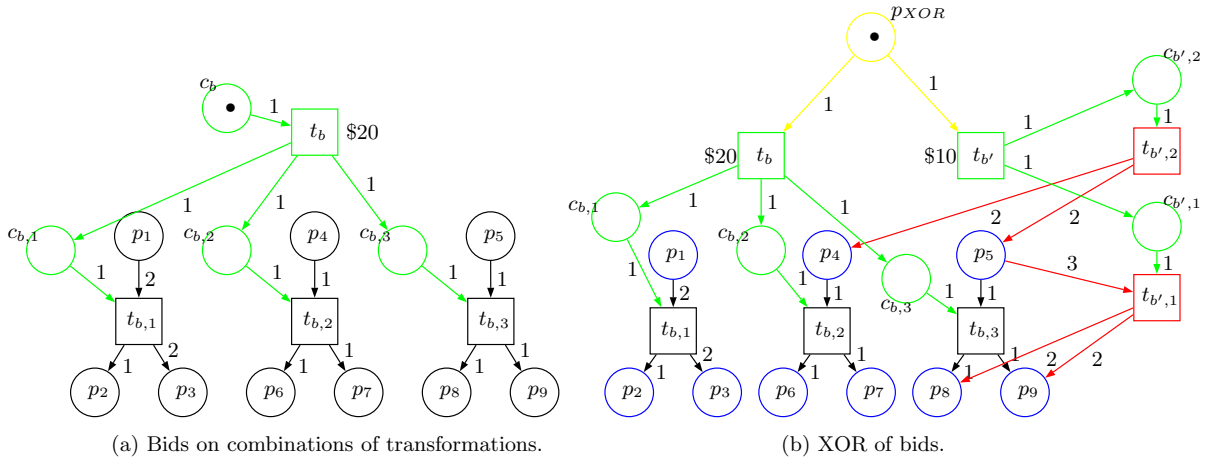 p_XOR
c_b
1
t_b
$20
1
1
1
c_{b,1}
p_1
c_{b,2}
p_4
c_{b,3}
p_5
1
2
1
1
1
1
t_{b,1}
t_{b,2}
t_{b,3}
1
2
1
1
1
1
p_2
p_3
p_6
p_7
p_8
p_9
(a) Bids on combinations of transformations.
1
1
c_{b′,2}
$20
t_b
$10
t_{b′}
1
1
t_{b′,2}
1
1
1
1
c_{b,1}
c_{b,2}
2
2
c_{b′,1}
p_1
p_4
p_5
1
2
1
1
c_{b,3}
1
1
3
1
t_{b′,1}
t_{b,1}
t_{b,2}
t_{b,3}
1
2
1
1
1
1
2
2
p_2
p_3
p_6
p_7
p_8
p_9
(b) XOR of bids.